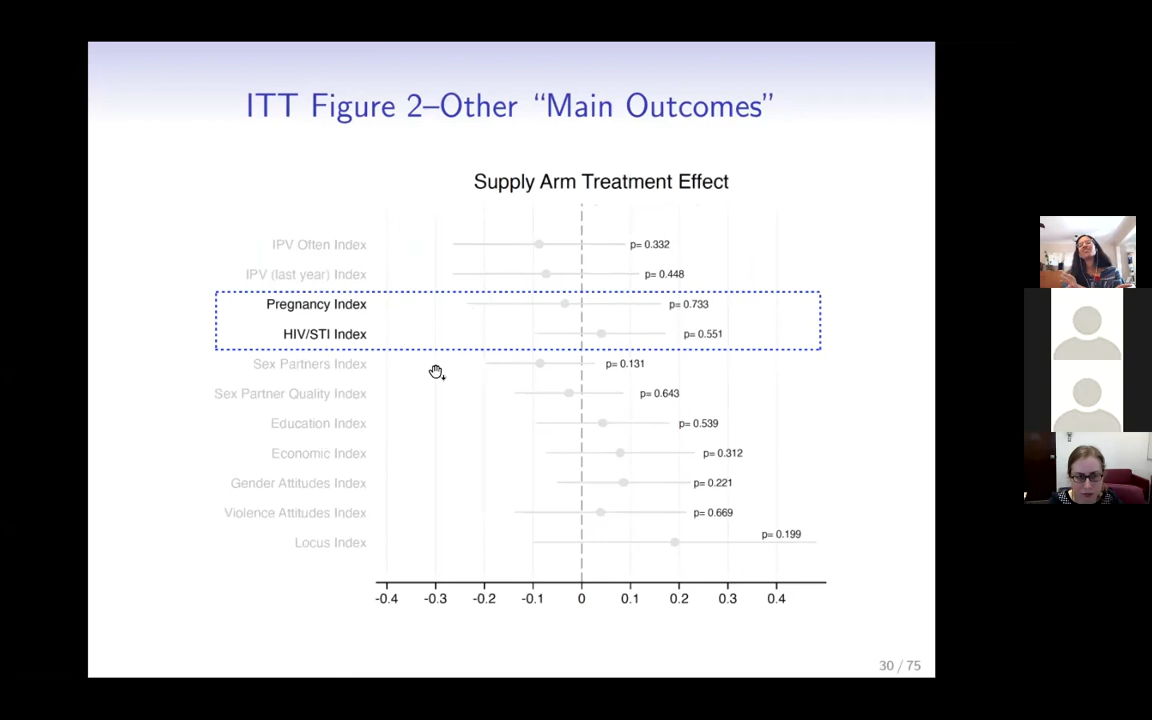 ITT Figure 2–Other “Main Outcomes”
Supply Arm Treatment Effect
IPV Often Index p= 0.332
IPV (last year) Index p= 0.448
Pregnancy Index p= 0.733
HIV/STI Index p= 0.551
Sex Partners Index p= 0.131
Sex Partner Quality Index p= 0.643
Education Index p= 0.539
Economic Index p= 0.312
Gender Attitudes Index p= 0.221
Violence Attitudes Index p= 0.669
Locus Index p= 0.199
-0.4 -0.3 -0.2 -0.1 0 0.1 0.2 0.3 0.4
30 / 75